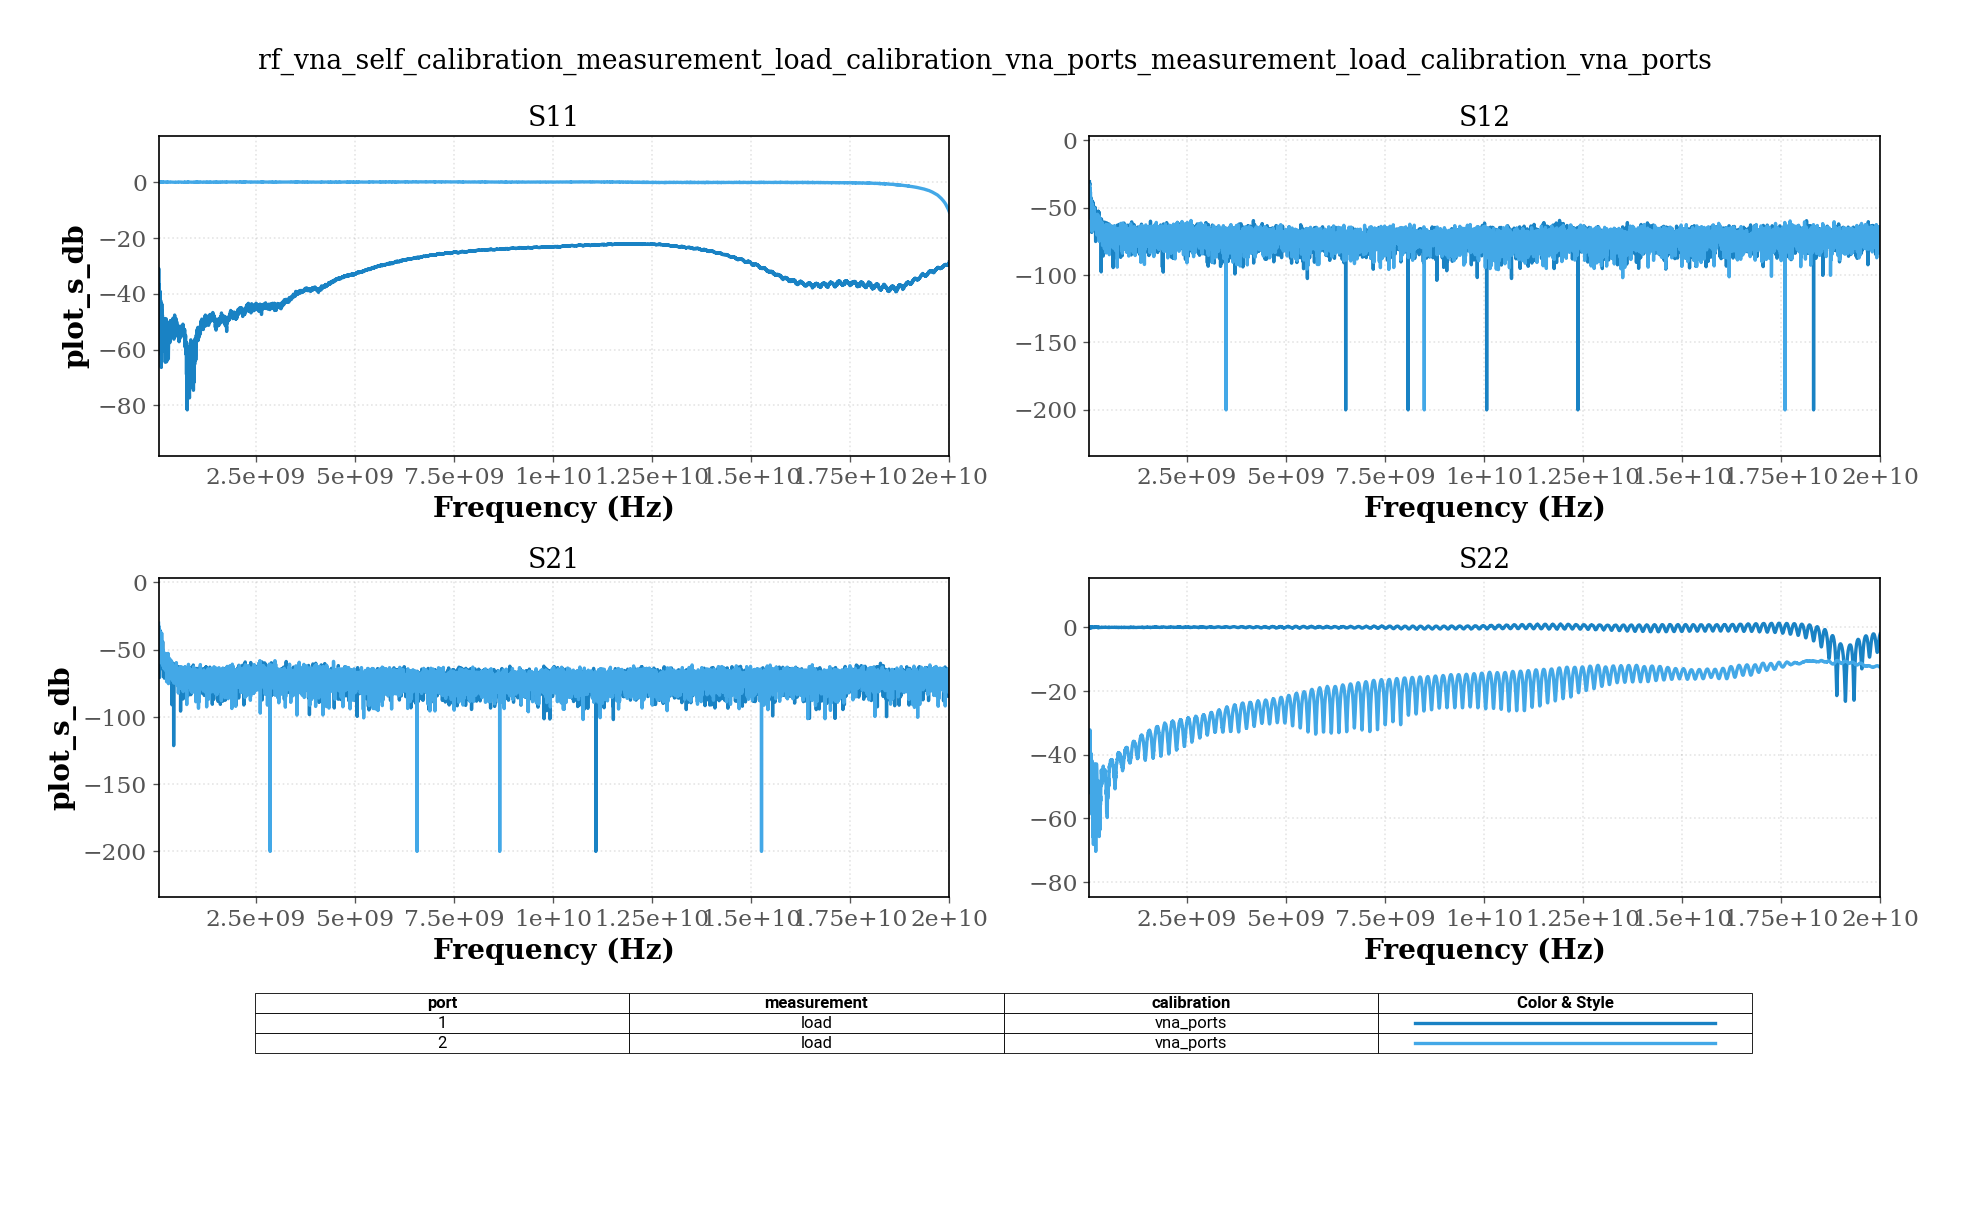 rf_vna_self_calibration_measurement_load_calibration_vna_ports_measurement_load_calibration_vna_ports
S11
0
−20
−40
−60
−80
plot_s_db
2.5e+09 5e+09 7.5e+09 1e+10 1.25e+10 1.5e+10 1.75e+10 2e+10
Frequency (Hz)
S12
0
−50
−100
−150
−200
2.5e+09 5e+09 7.5e+09 1e+10 1.25e+10 1.5e+10 1.75e+10 2e+10
Frequency (Hz)
S21
0
−50
−100
−150
−200
plot_s_db
2.5e+09 5e+09 7.5e+09 1e+10 1.25e+10 1.5e+10 1.75e+10 2e+10
Frequency (Hz)
S22
0
−20
−40
−60
−80
2.5e+09 5e+09 7.5e+09 1e+10 1.25e+10 1.5e+10 1.75e+10 2e+10
Frequency (Hz)
port measurement calibration Color & Style
1 load vna_ports
2 load vna_ports